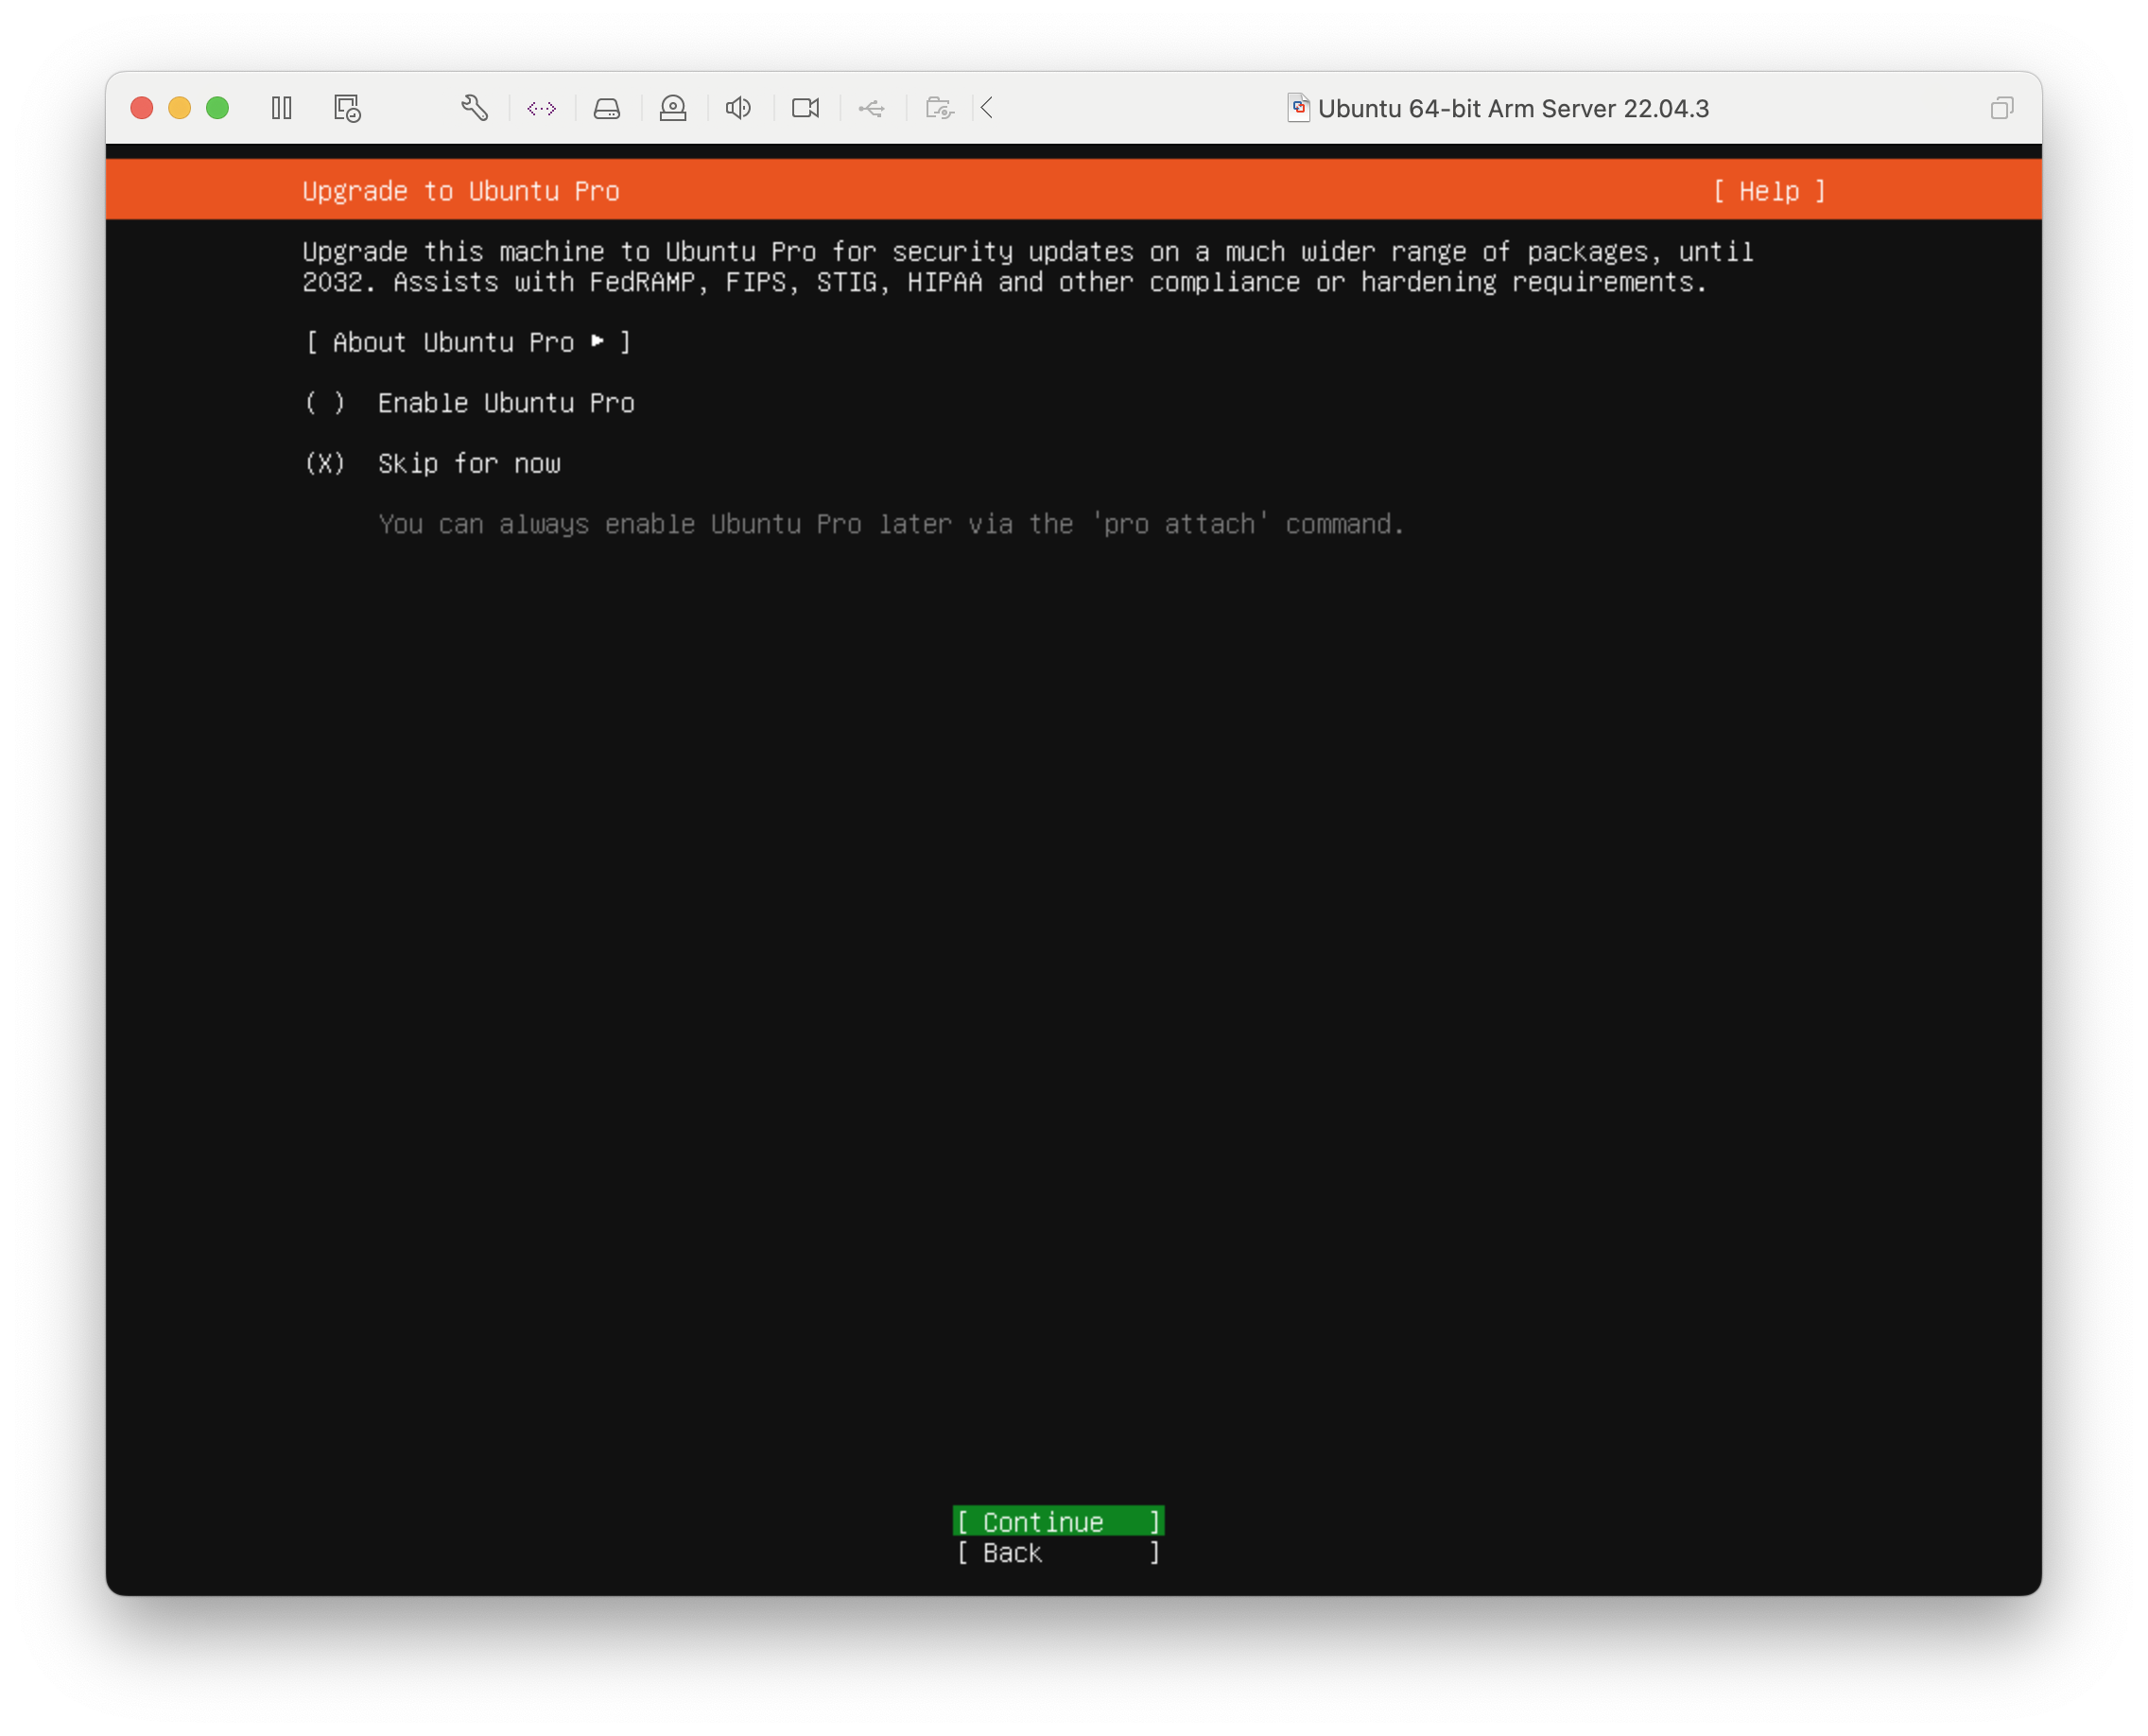 Ubuntu 64-bit Arm Server 22.04.3
Upgrade to Ubuntu Pro [ Help ]
Upgrade this machine to Ubuntu Pro for security updates on a much wider range of packages, until
2032. Assists with FedRAMP, FIPS, STIG, HIPAA and other compliance or hardening requirements.
[ About Ubuntu Pro ▸ ]
( ) Enable Ubuntu Pro
(X) Skip for now
You can always enable Ubuntu Pro later via the 'pro attach' command.
[ Continue ]
[ Back ]